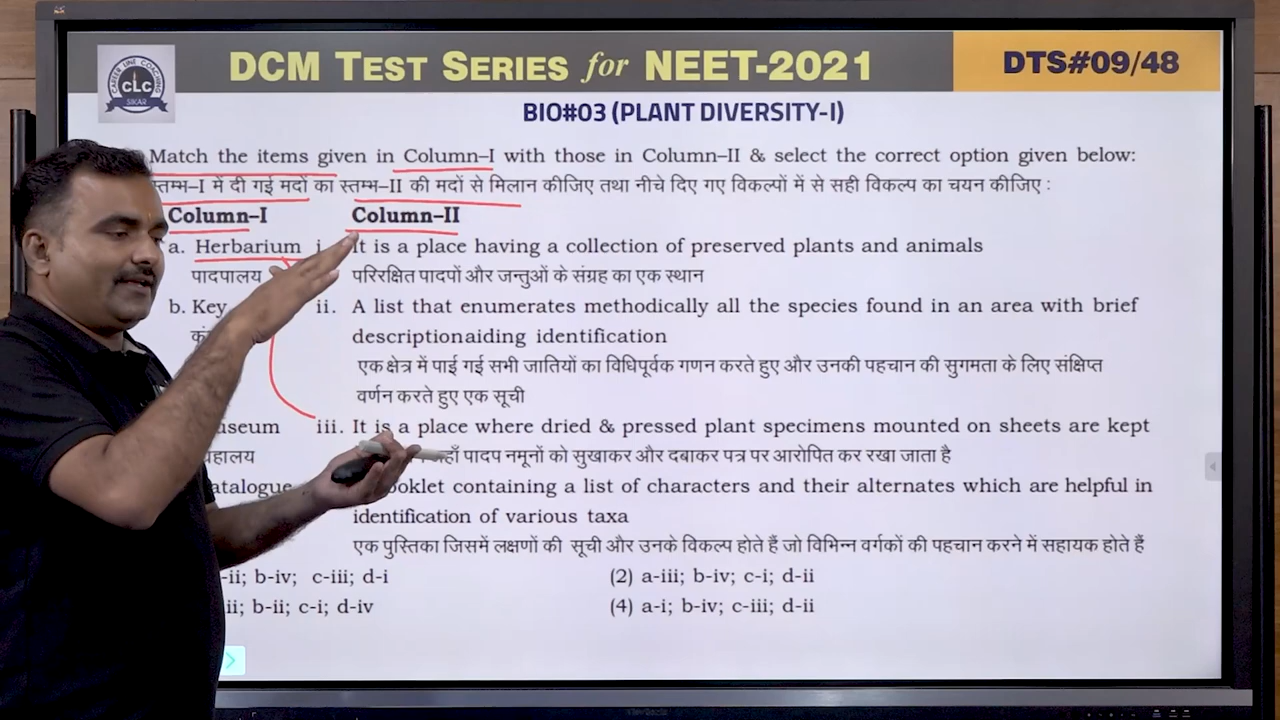 CAREER LINE COACHING
CLC
SIKAR
DCM TEST SERIES for NEET-2021
DTS#09/48
BIO#03 (PLANT DIVERSITY-I)
Match the items given in Column–I with those in Column–II & select the correct option given below:
स्तम्भ–I में दी गई मदों का स्तम्भ–II की मदों से मिलान कीजिए तथा नीचे दिए गए विकल्पों में से सही विकल्प का चयन कीजिए :
Column–I Column–II
a. Herbarium i. It is a place having a collection of preserved plants and animals
पादपालय परिरक्षित पादपों और जन्तुओं के संग्रह का एक स्थान
b. Key ii. A list that enumerates methodically all the species found in an area with brief
descriptionaiding identification
एक क्षेत्र में पाई गई सभी जातियों का विधिपूर्वक गणन करते हुए और उनकी पहचान की सुगमता के लिए संक्षिप्त
वर्णन करते हुए एक सूची
useum iii. It is a place where dried & pressed plant specimens mounted on sheets are kept
हालय जहाँ पादप नमूनों को सुखाकर और दबाकर पत्र पर आरोपित कर रखा जाता है
atalogue ooklet containing a list of characters and their alternates which are helpful in
identification of various taxa
एक पुस्तिका जिसमें लक्षणों की सूची और उनके विकल्प होते हैं जो विभिन्न वर्गकों की पहचान करने में सहायक होते हैं
-ii; b-iv; c-iii; d-i (2) a-iii; b-iv; c-i; d-ii
ii; b-ii; c-i; d-iv (4) a-i; b-iv; c-iii; d-ii
ViewSonic